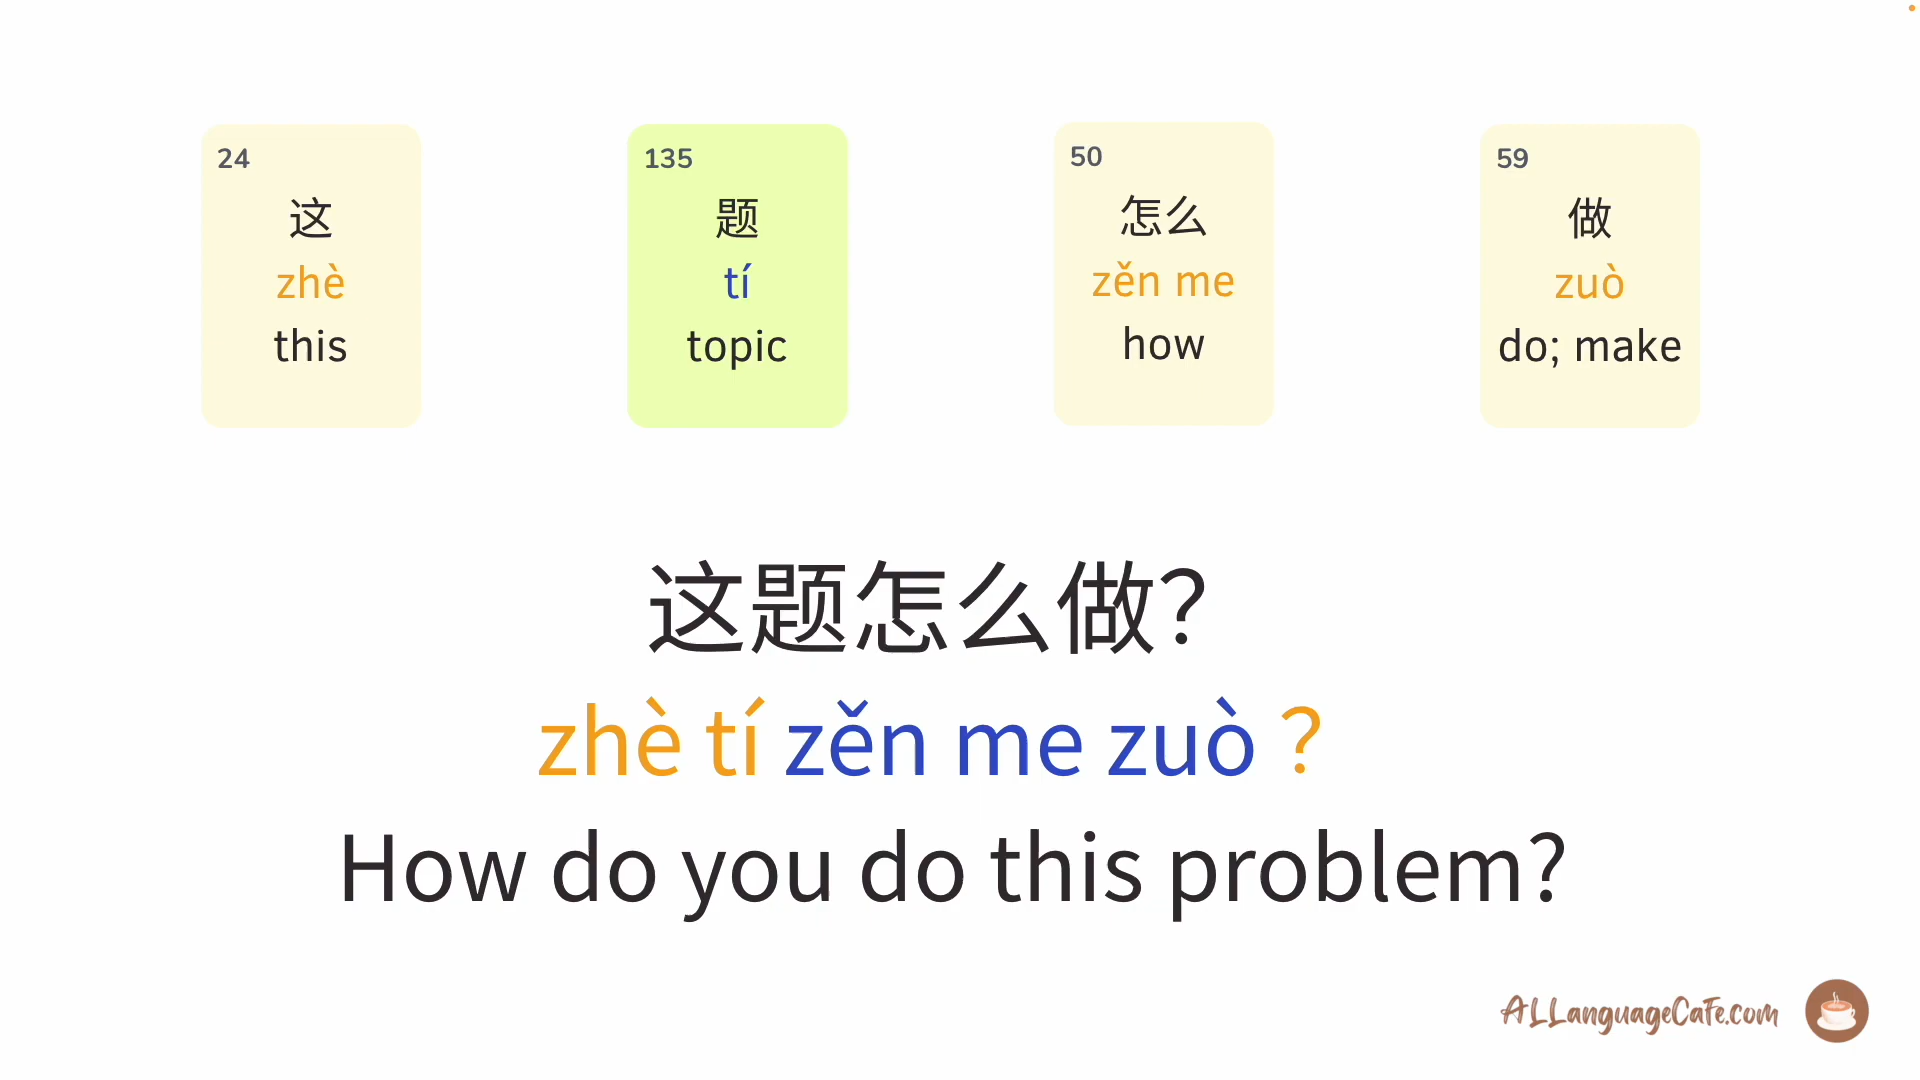 24
这
zhè
this
135
题
tí
topic
50
怎么
zěn me
how
59
做
zuò
do; make
这题怎么做?
zhè tí zěn me zuò ?
How do you do this problem?
ALLanguageCafe.com